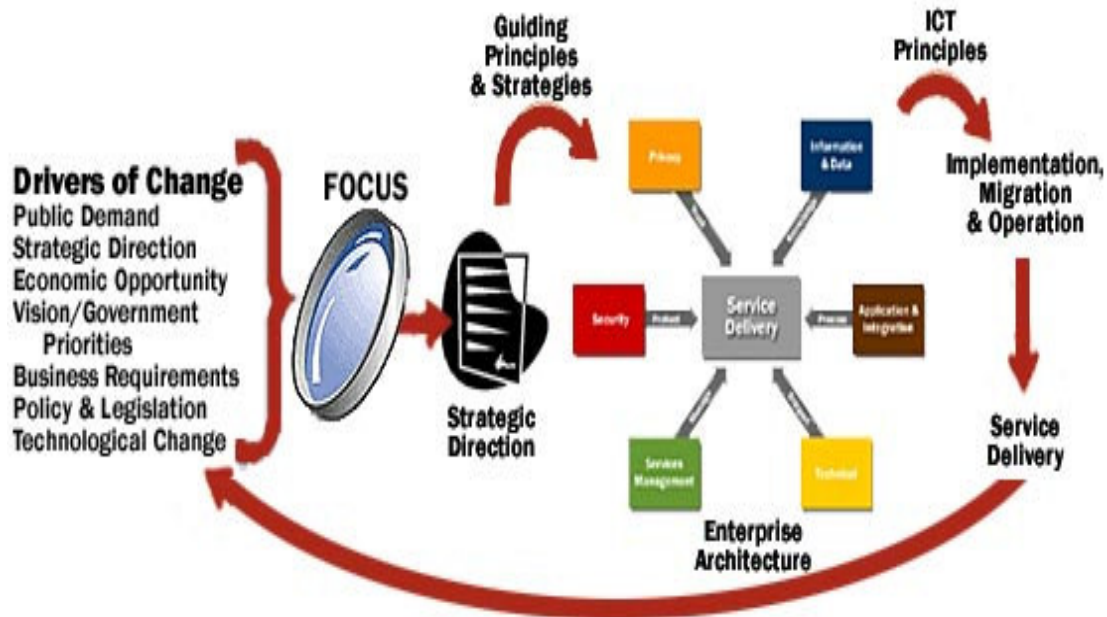 Drivers of Change
Public Demand
Strategic Direction
Economic Opportunity
Vision/Government
Priorities
Business Requirements
Policy & Legislation
Technological Change
FOCUS
Strategic
Direction
Guiding
Principles
& Strategies
Privacy
Information
& Data
Security
Protect
Service
Delivery
Process
Application &
Integration
Services
Management
Technical
Enterprise
Architecture
ICT
Principles
Implementation,
Migration
& Operation
Service
Delivery